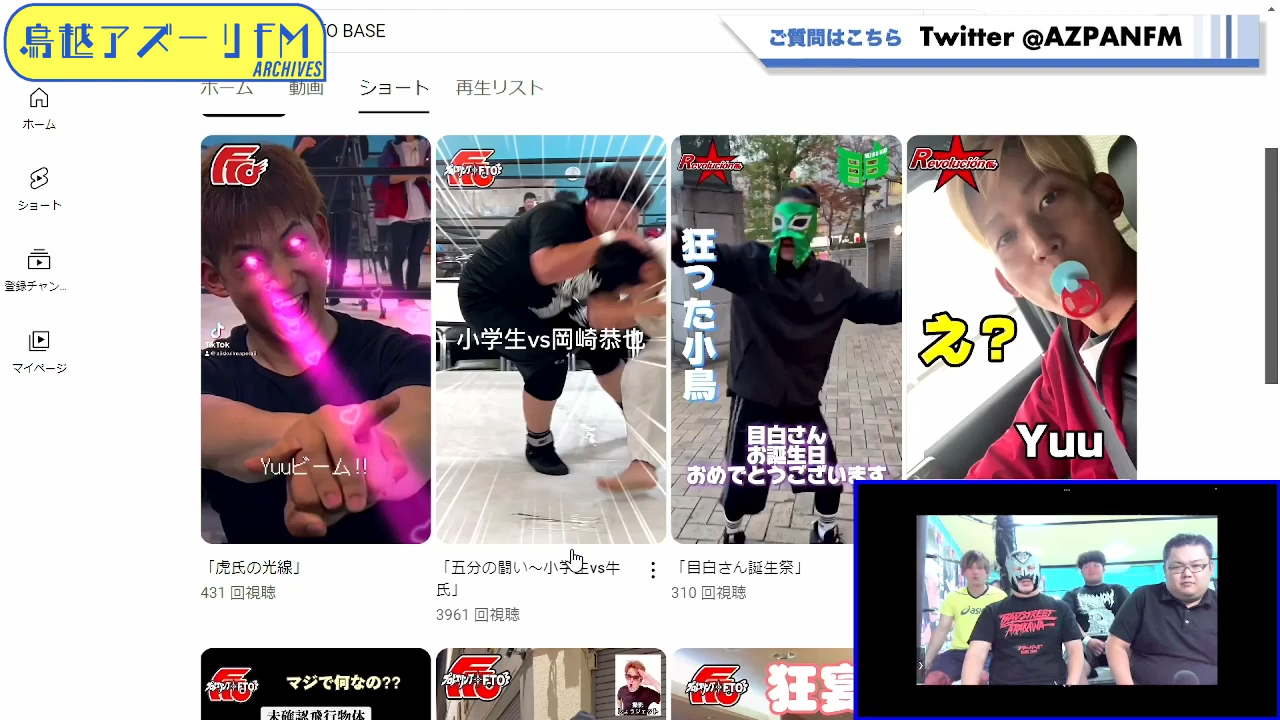 鳥越アズーリFM
ARCHIVES
TO BASE
ご質問はこちら Twitter @AZPANFM
ホーム
動画
ショート
再生リスト
ホーム
ショート
登録チャン...
マイページ
TikTok
Yuuビーム!!
「虎氏の光線」
431 回視聴
小学生vs岡崎恭也
「五分の闘い〜小学生vs牛
氏」
3961 回視聴
Revolución
狂った小鳥
目白さん
お誕生日
おめでとうございます
「目白さん誕生祭」
310 回視聴
Revolución
え?
Yuu
マジで何なの??
未確認飛行物体
狂宴
asics